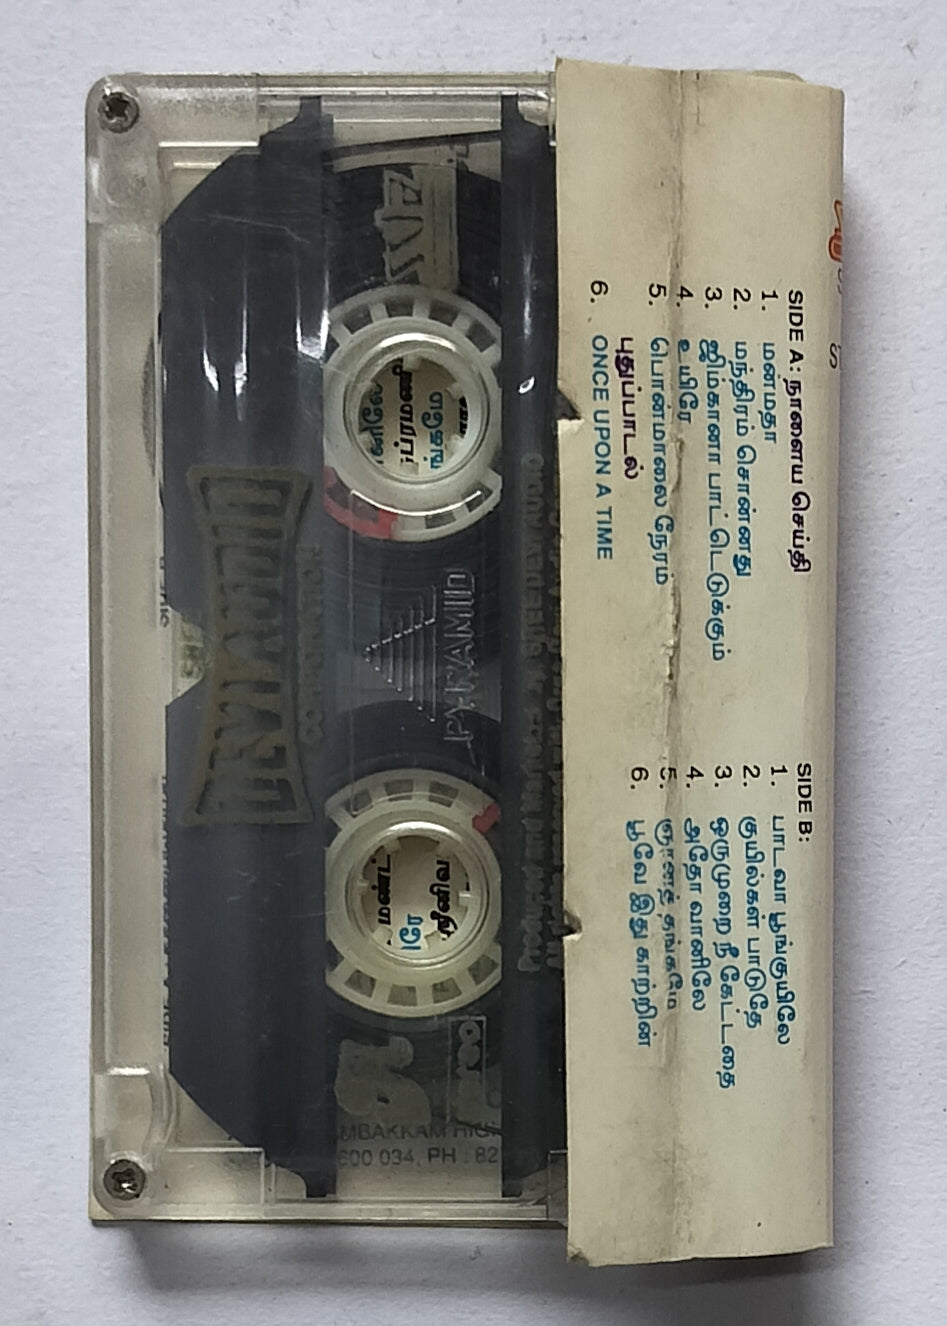 SIDE A: நாளைய செய்தி
1. மன்மதா
2. மந்திரம் சொன்னது
3. ஜிம்கானா பாட்டெடுக்கும்
4. உயிரே
5. பொன்மாலை நேரம்
புதுப்பாடல்
6. ONCE UPON A TIME
SIDE B:
1. பாடவா பூங்குயிலே
2. குயில்கள் பாடுதே
3. ஒருமுறை நீ கேட்டதை
4. அதோ வானிலே
5. ஞானத் தங்கமே
6. பூவே இது காற்றின்
PYRAMID
PYRAMID
CORPORATION
600 034, PH : 82